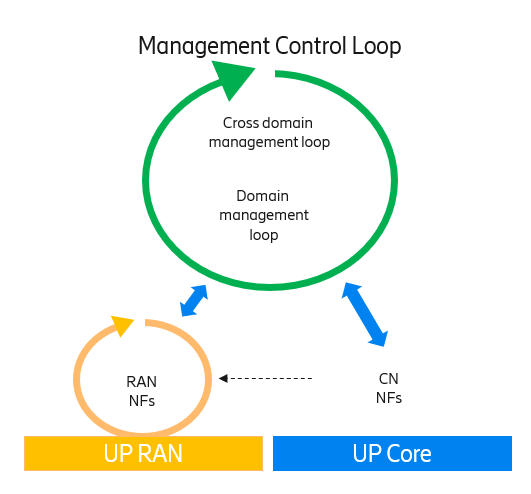 Management Control Loop
Cross domain
management loop
Domain
management
loop
RAN
NFs
CN
NFs
UP RAN
UP Core